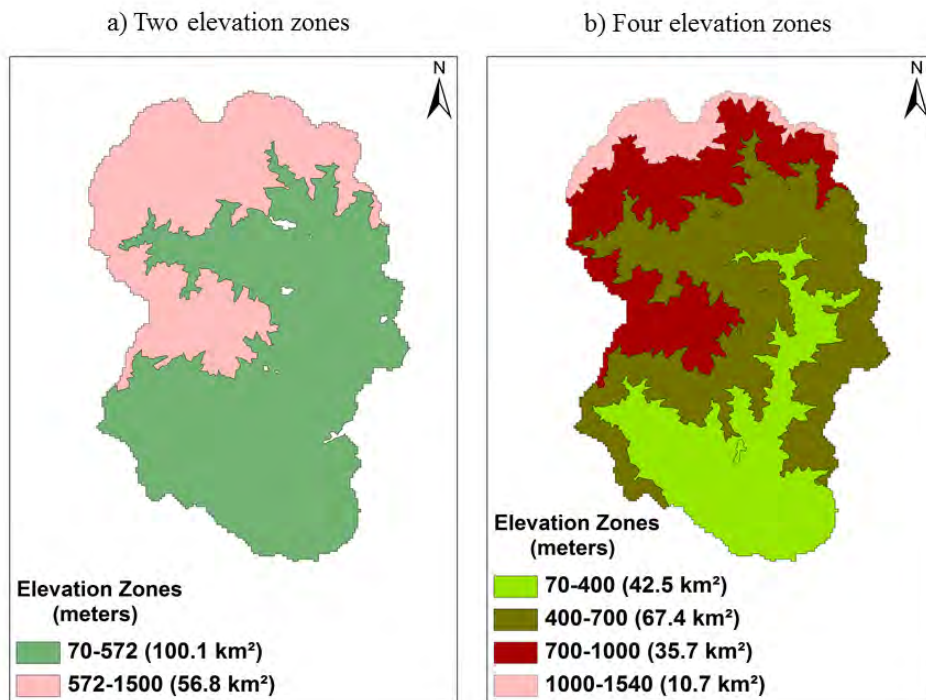 a) Two elevation zones
N
Elevation Zones
(meters)
70-572 (100.1 km²)
572-1500 (56.8 km²)
b) Four elevation zones
N
Elevation Zones
(meters)
70-400 (42.5 km²)
400-700 (67.4 km²)
700-1000 (35.7 km²)
1000-1540 (10.7 km²)